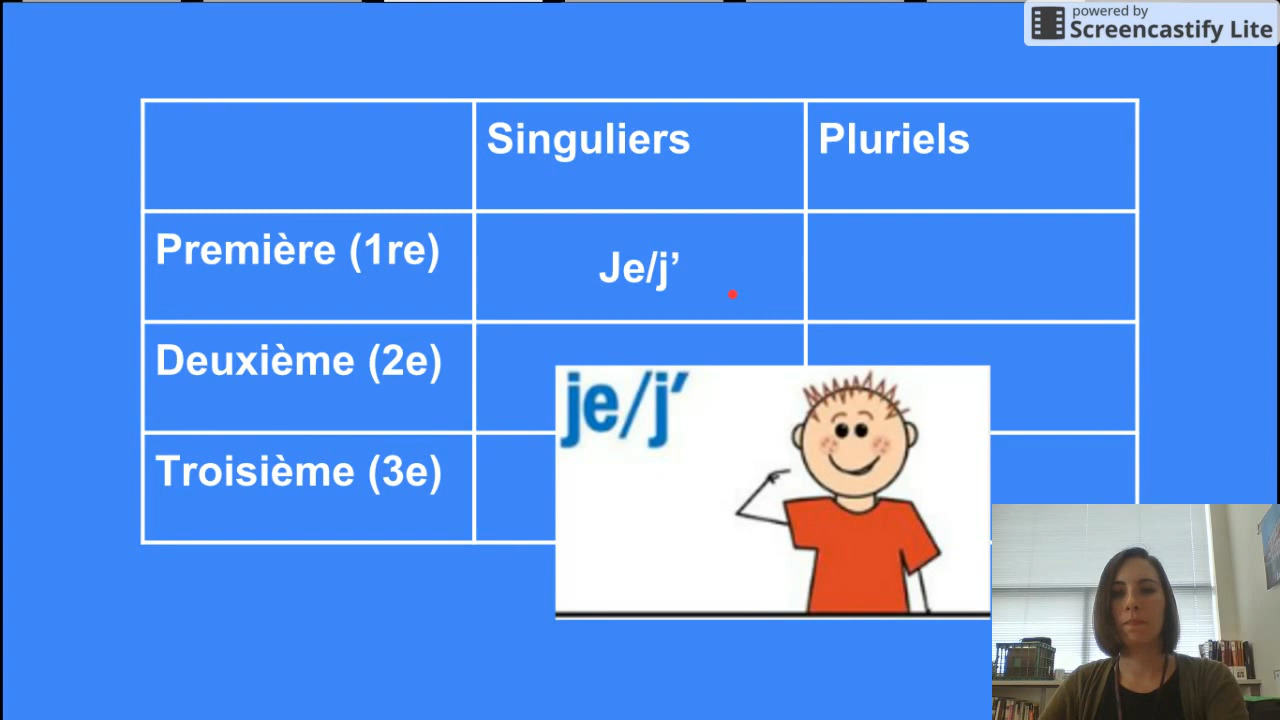 powered by
Screencastify Lite
Singuliers Pluriels
Première (1re) Je/j’
Deuxième (2e)
je/j’
Troisième (3e)